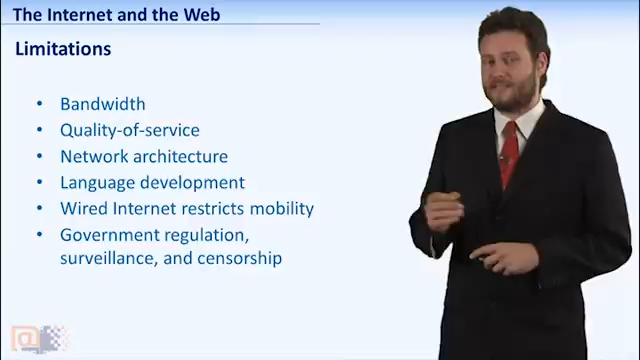 The Internet and the Web
Limitations
• Bandwidth
• Quality-of-service
• Network architecture
• Language development
• Wired Internet restricts mobility
• Government regulation,
surveillance, and censorship
@